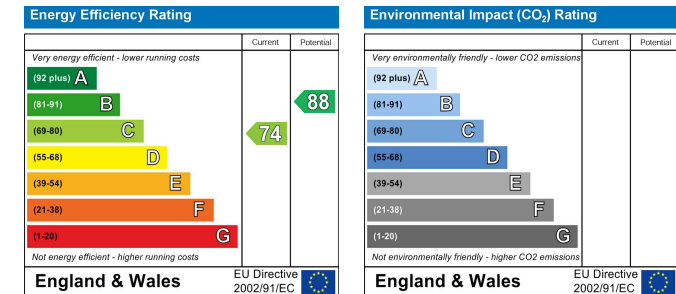 Energy Efficiency Rating
Current Potential
Very energy efficient - lower running costs
(92 plus) A
(81-91) B
88
(69-80) C
74
(55-68) D
(39-54) E
(21-38) F
(1-20) G
Not energy efficient - higher running costs
England & Wales
EU Directive
2002/91/EC
Environmental Impact (CO₂) Rating
Current Potential
Very environmentally friendly - lower CO2 emissions
(92 plus) A
(81-91) B
(69-80) C
(55-68) D
(39-54) E
(21-38) F
(1-20) G
Not environmentally friendly - higher CO2 emissions
England & Wales
EU Directive
2002/91/EC